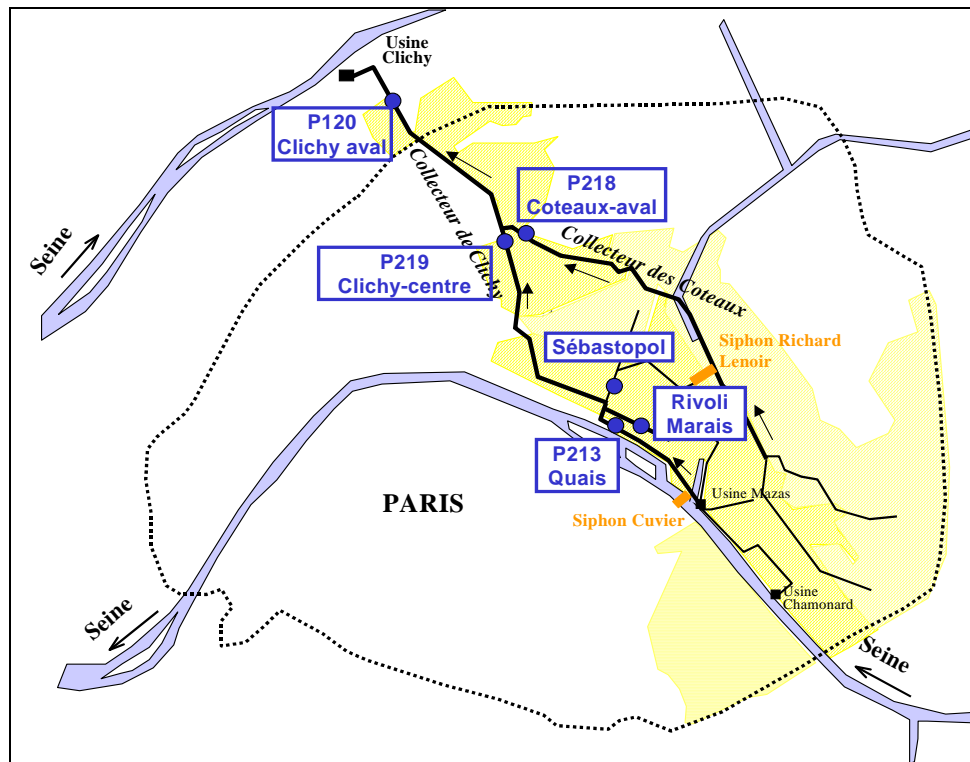 Usine
Clichy
P120
Clichy aval
Collecteur de Clichy
P218
Coteaux-aval
Collecteur des Coteaux
Seine
P219
Clichy-centre
Sébastopol
Siphon Richard
Lenoir
Rivoli
Marais
P213
Quais
PARIS
Usine Mazas
Siphon Cuvier
Usine
Chamonard
Seine
Seine